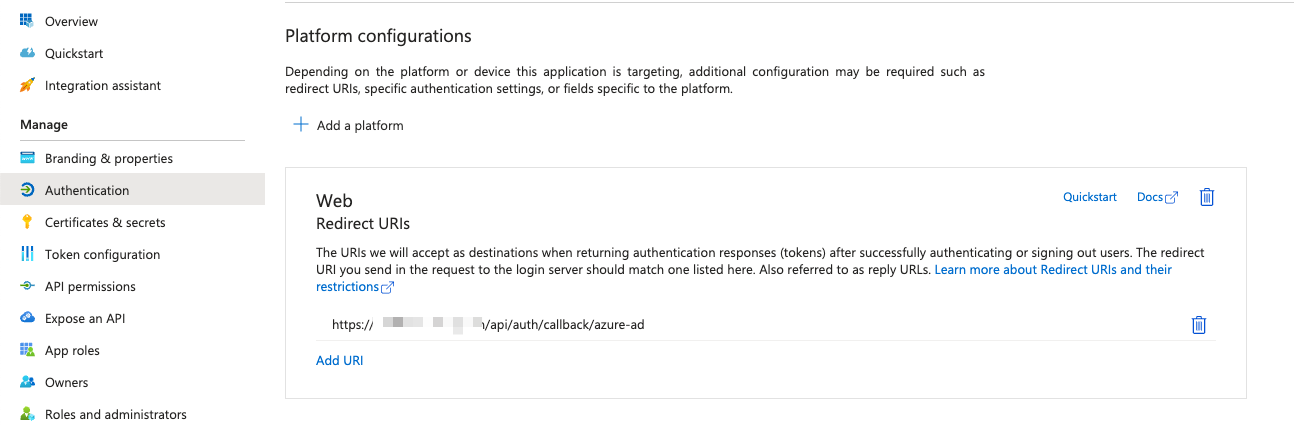 Overview
Quickstart
Integration assistant
Manage
Branding & properties
Authentication
Certificates & secrets
Token configuration
API permissions
Expose an API
App roles
Owners
Roles and administrators
Platform configurations
Depending on the platform or device this application is targeting, additional configuration may be required such as
redirect URIs, specific authentication settings, or fields specific to the platform.
Add a platform
Web
Quickstart
Docs
Redirect URIs
The URIs we will accept as destinations when returning authentication responses (tokens) after successfully authenticating or signing out users. The redirect
URI you send in the request to the login server should match one listed here. Also referred to as reply URLs. Learn more about Redirect URIs and their
restrictions
https:// /api/auth/callback/azure-ad
Add URI